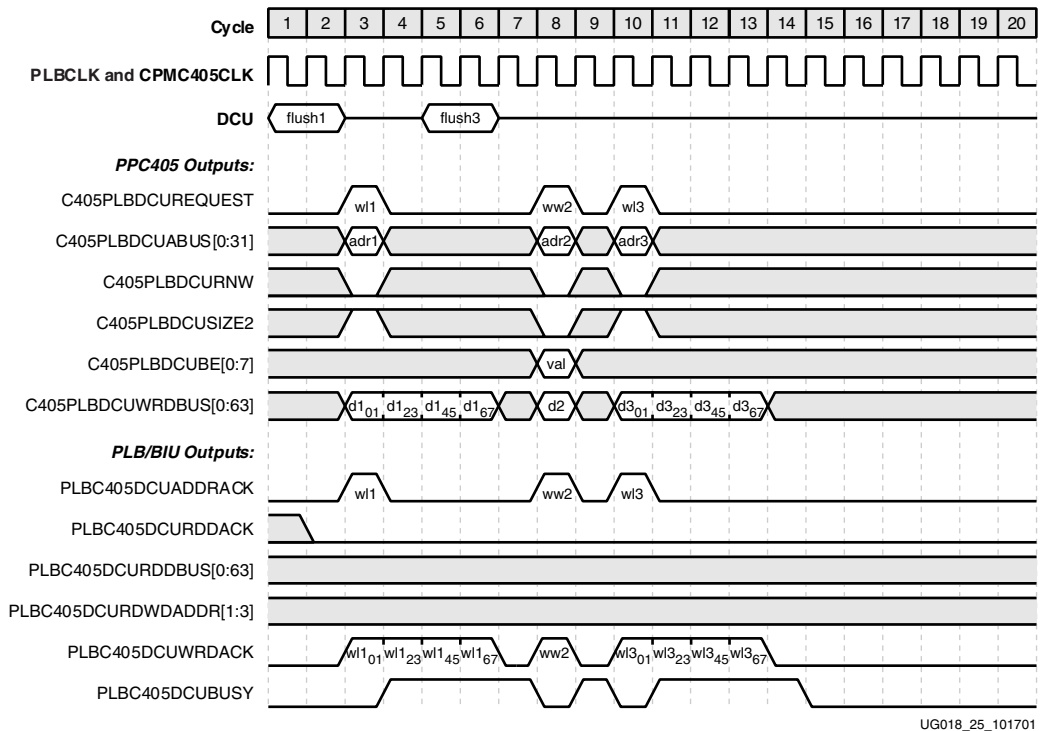 Cycle 1 2 3 4 5 6 7 8 9 10 11 12 13 14 15 16 17 18 19 20
PLBCLK and CPMC405CLK
DCU flush1 flush3
PPC405 Outputs:
C405PLBDCUREQUEST wl1 ww2 wl3
C405PLBDCUABUS[0:31] adr1 adr2 adr3
C405PLBDCURNW
C405PLBDCUSIZE2
C405PLBDCUBE[0:7] val
C405PLBDCUWRDBUS[0:63] d1₀₁ d1₂₃ d1₄₅ d1₆₇ d2 d3₀₁ d3₂₃ d3₄₅ d3₆₇
PLB/BIU Outputs:
PLBC405DCUADDRACK wl1 ww2 wl3
PLBC405DCURDDACK
PLBC405DCURDDBUS[0:63]
PLBC405DCURDWDADDR[1:3]
PLBC405DCUWRDACK wl1₀₁ wl1₂₃ wl1₄₅ wl1₆₇ ww2 wl3₀₁ wl3₂₃ wl3₄₅ wl3₆₇
PLBC405DCUBUSY
UG018_25_101701